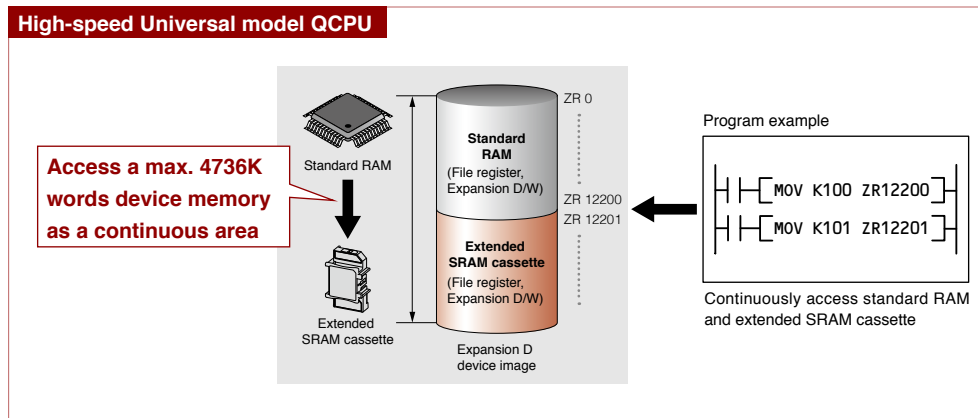 High-speed Universal model QCPU
Access a max. 4736K
words device memory
as a continuous area
Standard RAM
Extended
SRAM cassette
Standard
RAM
(File register,
Expansion D/W)
Extended
SRAM cassette
(File register,
Expansion D/W)
Expansion D
device image
ZR 0
ZR 12200
ZR 12201
Program example
MOV K100 ZR12200
MOV K101 ZR12201
Continuously access standard RAM
and extended SRAM cassette